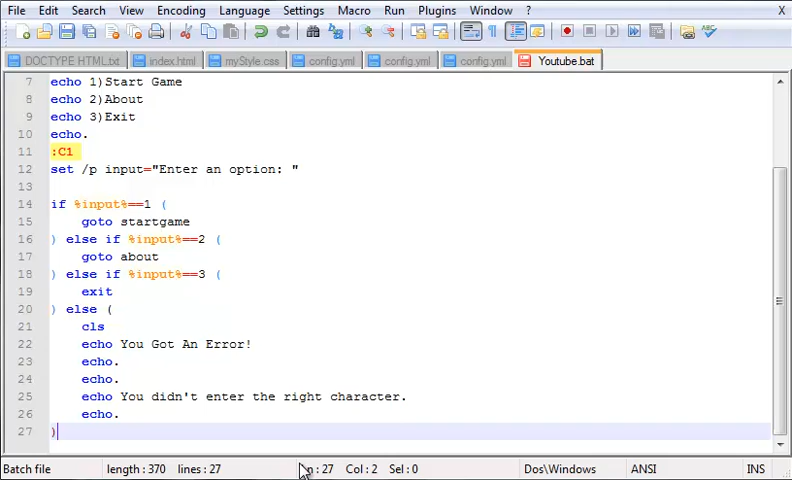 File Edit Search View Encoding Language Settings Macro Run Plugins Window ? X
DOCTYPE HTML.txt index.html myStyle.css config.yml config.yml config.yml Youtube.bat
7 echo 1)Start Game
8 echo 2)About
9 echo 3)Exit
10 echo.
11 :C1
12 set /p input="Enter an option: "
13
14 if %input%==1 (
15 goto startgame
16 ) else if %input%==2 (
17 goto about
18 ) else if %input%==3 (
19 exit
20 ) else (
21 cls
22 echo You Got An Error!
23 echo.
24 echo.
25 echo You didn't enter the right character.
26 echo.
27 )
Batch file length : 370 lines : 27 : 27 Col : 2 Sel : 0 Dos\Windows ANSI INS